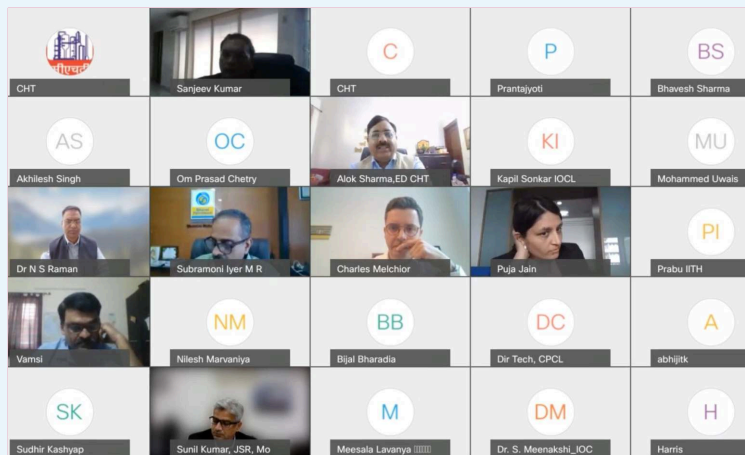 सीएचटी
CHT
Sanjeev Kumar
C
CHT
P
Prantajyoti
BS
Bhavesh Sharma
AS
Akhilesh Singh
OC
Om Prasad Chetry
Alok Sharma,ED CHT
KI
Kapil Sonkar IOCL
MU
Mohammed Uwais
Dr N S Raman
Subramoni Iyer M R
Charles Melchior
Puja Jain
PI
Prabu IITH
Vamsi
NM
Nilesh Marvaniya
BB
Bijal Bharadia
DC
Dir Tech, CPCL
A
abhijitk
SK
Sudhir Kashyap
Sunil Kumar, JSR, Mo
M
Meesala Lavanya
DM
Dr. S. Meenakshi_IOC
H
Harris